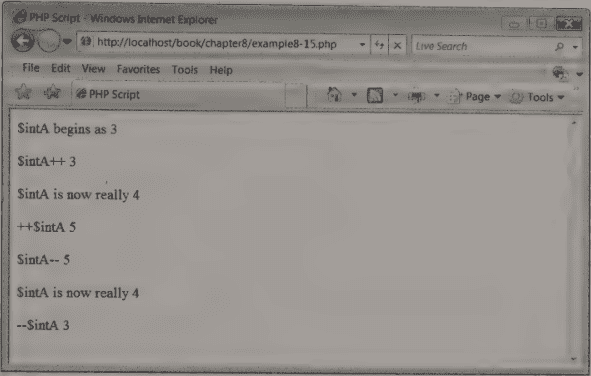 PHP Script - Windows Internet Explorer
http://localhost/book/chapter8/example8-15.php
Live Search
File Edit View Favorites Tools Help
PHP Script
Page Tools
$intA begins as 3
$intA++ 3
$intA is now really 4
++$intA 5
$intA-- 5
$intA is now really 4
--$intA 3